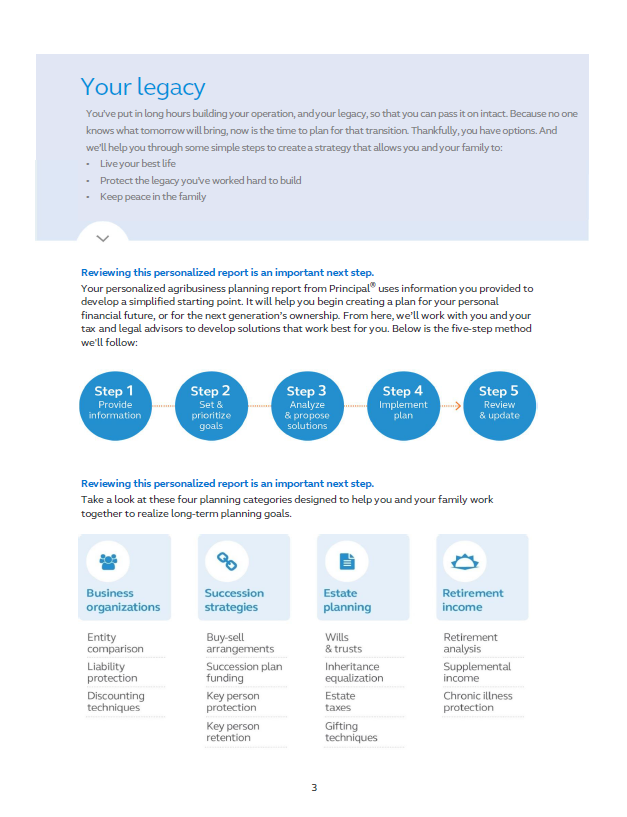 Your legacy
You've put in long hours building your operation, and your legacy, so that you can pass it on intact. Because no one
knows what tomorrow will bring, now is the time to plan for that transition. Thankfully, you have options. And
we'll help you through some simple steps to create a strategy that allows you and your family to:
• Live your best life
• Protect the legacy you've worked hard to build
• Keep peace in the family
Reviewing this personalized report is an important next step.
Your personalized agribusiness planning report from Principal® uses information you provided to
develop a simplified starting point. It will help you begin creating a plan for your personal
financial future, or for the next generation's ownership. From here, we'll work with you and your
tax and legal advisors to develop solutions that work best for you. Below is the five-step method
we'll follow:
Step 1
Provide
information
Step 2
Set &
prioritize
goals
Step 3
Analyze
& propose
solutions
Step 4
Implement
plan
Step 5
Review
& update
Reviewing this personalized report is an important next step.
Take a look at these four planning categories designed to help you and your family work
together to realize long-term planning goals.
Business
organizations
Entity
comparison
Liability
protection
Discounting
techniques
Succession
strategies
Buy-sell
arrangements
Succession plan
funding
Key person
protection
Key person
retention
Estate
planning
Wills
& trusts
Inheritance
equalization
Estate
taxes
Gifting
techniques
Retirement
income
Retirement
analysis
Supplemental
income
Chronic illness
protection
3